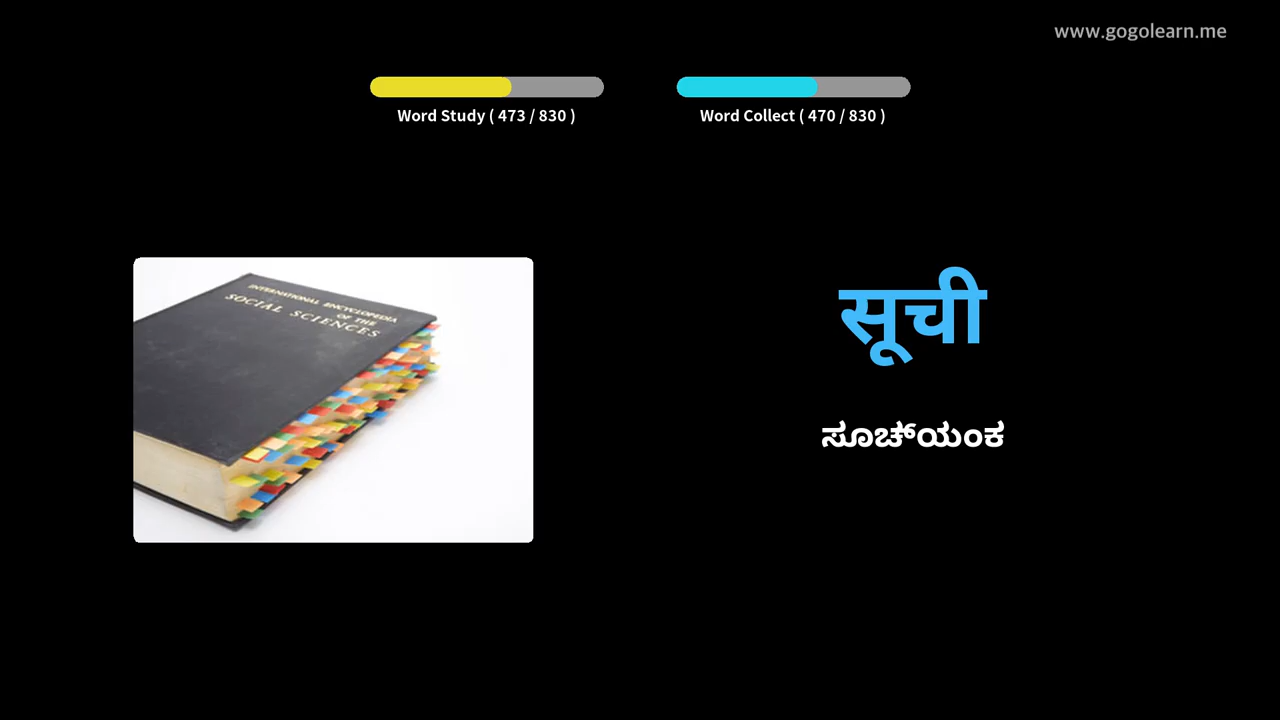 www.gogolearn.me
Word Study ( 473 / 830 )
Word Collect ( 470 / 830 )
INTERNATIONAL ENCYCLOPEDIA
OF THE
SOCIAL SCIENCES
सूची
ಸೂಚ್‌ಯಂಕ